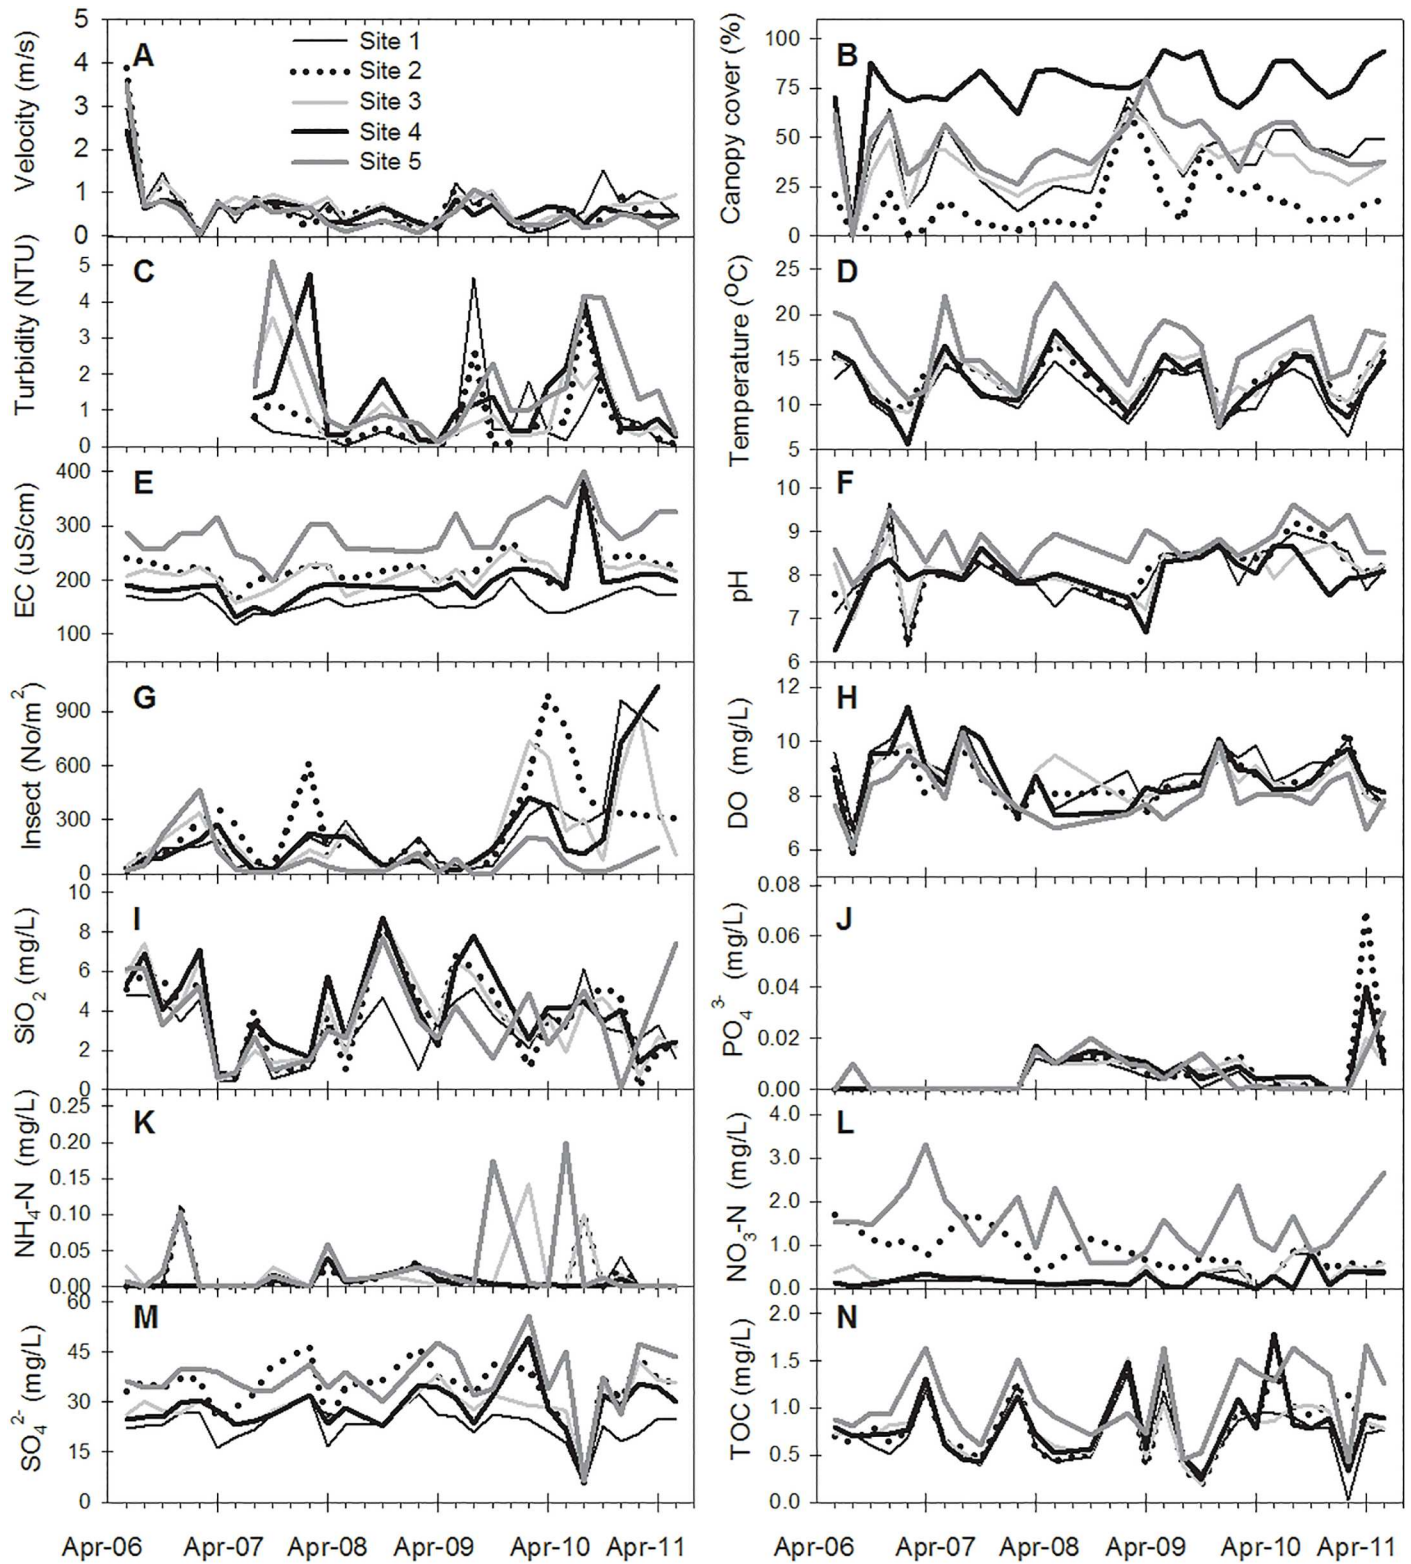 A
Velocity (m/s)
5
4
3
2
1
0
Site 1
Site 2
Site 3
Site 4
Site 5
B
Canopy cover (%)
100
75
50
25
0
C
Turbidity (NTU)
5
4
3
2
1
0
D
Temperature (ºC)
25
20
15
10
5
E
EC (uS/cm)
400
300
200
100
F
pH
10
9
8
7
6
G
Insect (No/m²)
900
600
300
0
H
DO (mg/L)
12
10
8
6
I
SiO₂ (mg/L)
10
8
6
4
2
0
J
PO₄³⁻ (mg/L)
0.08
0.06
0.04
0.02
0.00
K
NH₄-N (mg/L)
0.25
0.20
0.15
0.10
0.05
0.00
L
NO₃-N (mg/L)
4.0
3.0
2.0
1.0
0.0
M
SO₄²⁻ (mg/L)
60
45
30
15
0
N
TOC (mg/L)
2.0
1.5
1.0
0.5
0.0
Apr-06 Apr-07 Apr-08 Apr-09 Apr-10 Apr-11
Apr-06 Apr-07 Apr-08 Apr-09 Apr-10 Apr-11